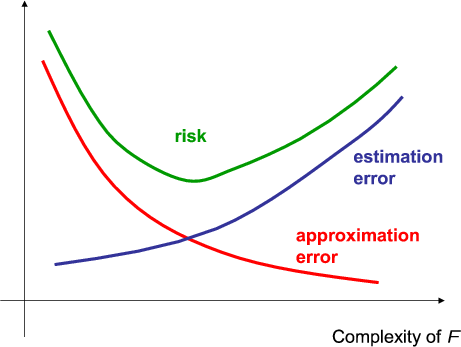 risk
estimation
error
approximation
error
Complexity of F